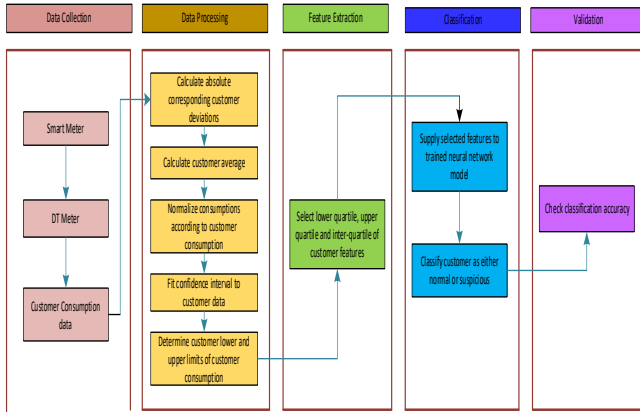 Data Collection
Data Processing
Feature Extraction
Classification
Validation
Smart Meter
DT Meter
Customer Consumption
data
Calculate absolute
corresponding customer
deviations
Calculate customer average
Normalize consumptions
according to customer
consumption
Fit confidence interval to
customer data
Determine customer lower and
upper limits of customer
consumption
Select lower quartile, upper
quartile and inter-quartile of
customer features
Supply selected features to
trained neural network
model
Classify customer as either
normal or suspicious
Check classification accuracy